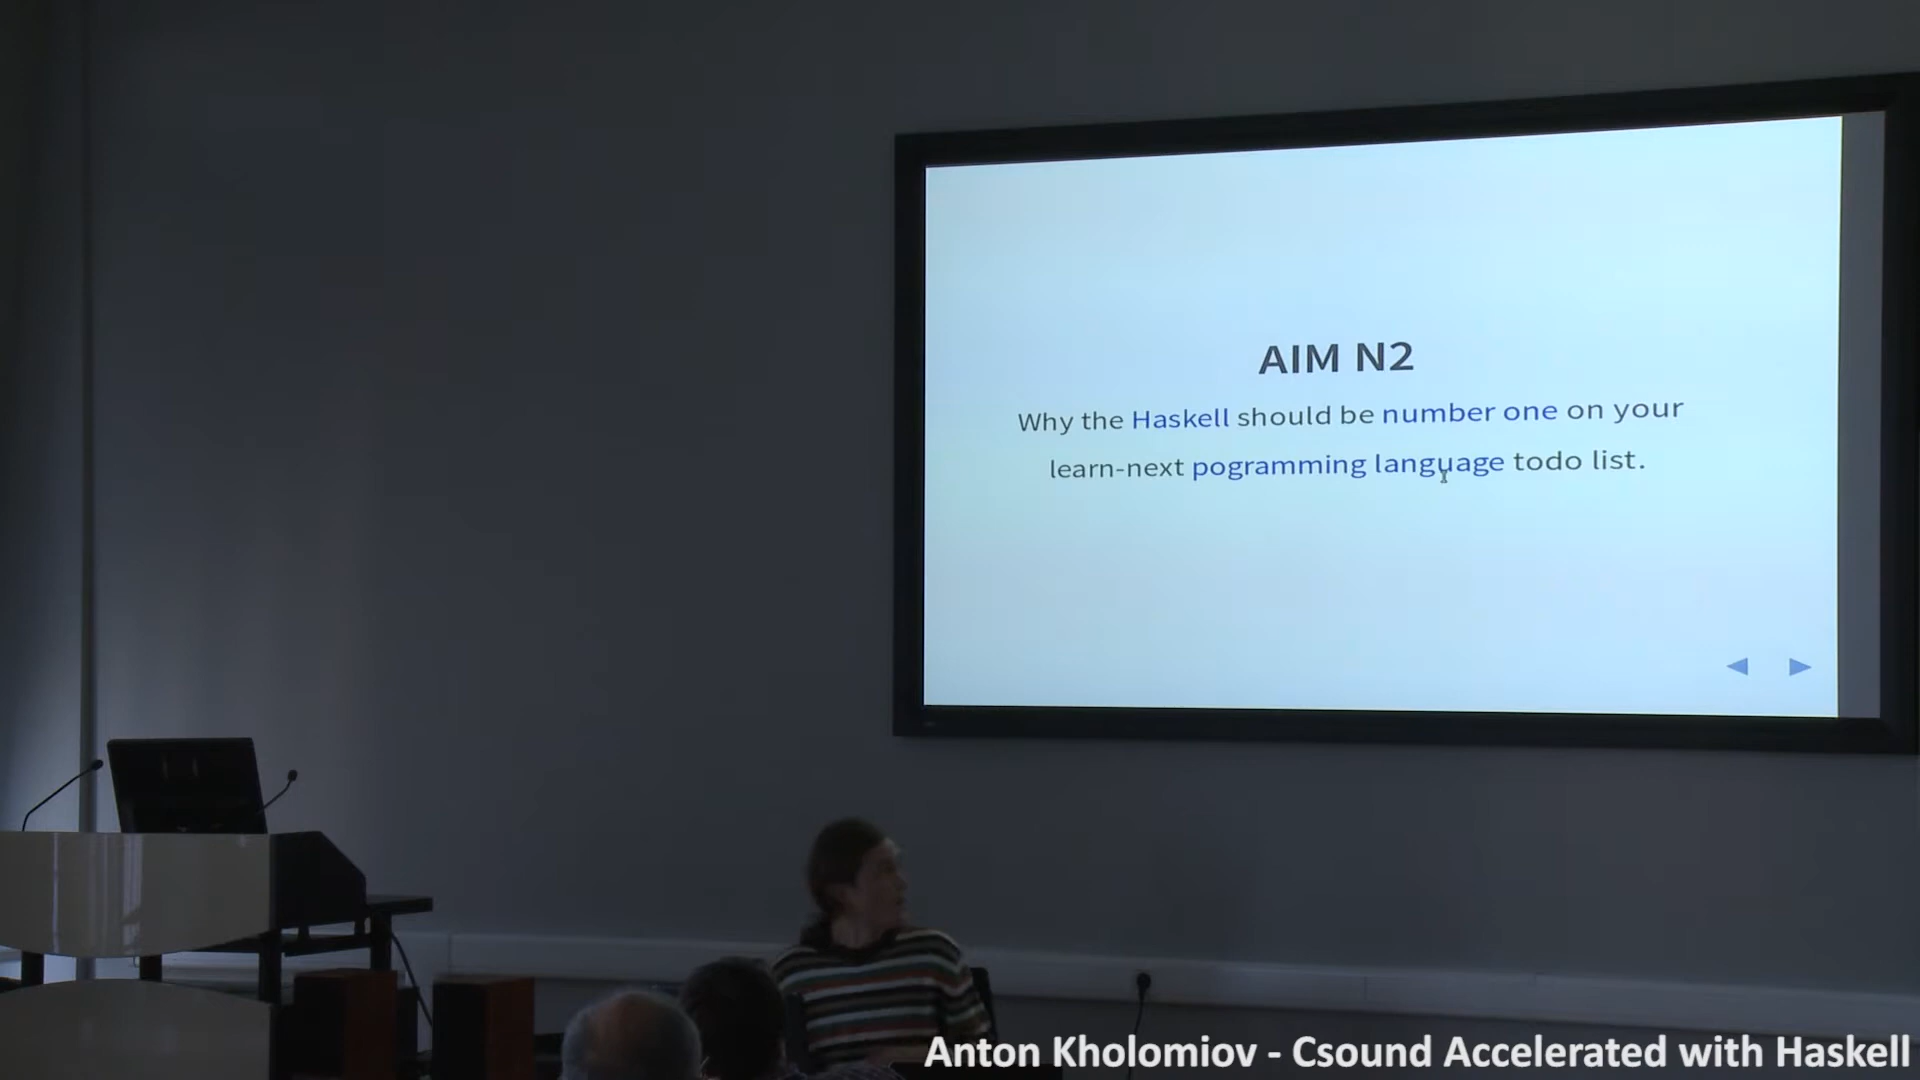 AIM N2
Why the Haskell should be number one on your
learn-next pogramming language todo list.
Anton Kholomiov - Csound Accelerated with Haskell